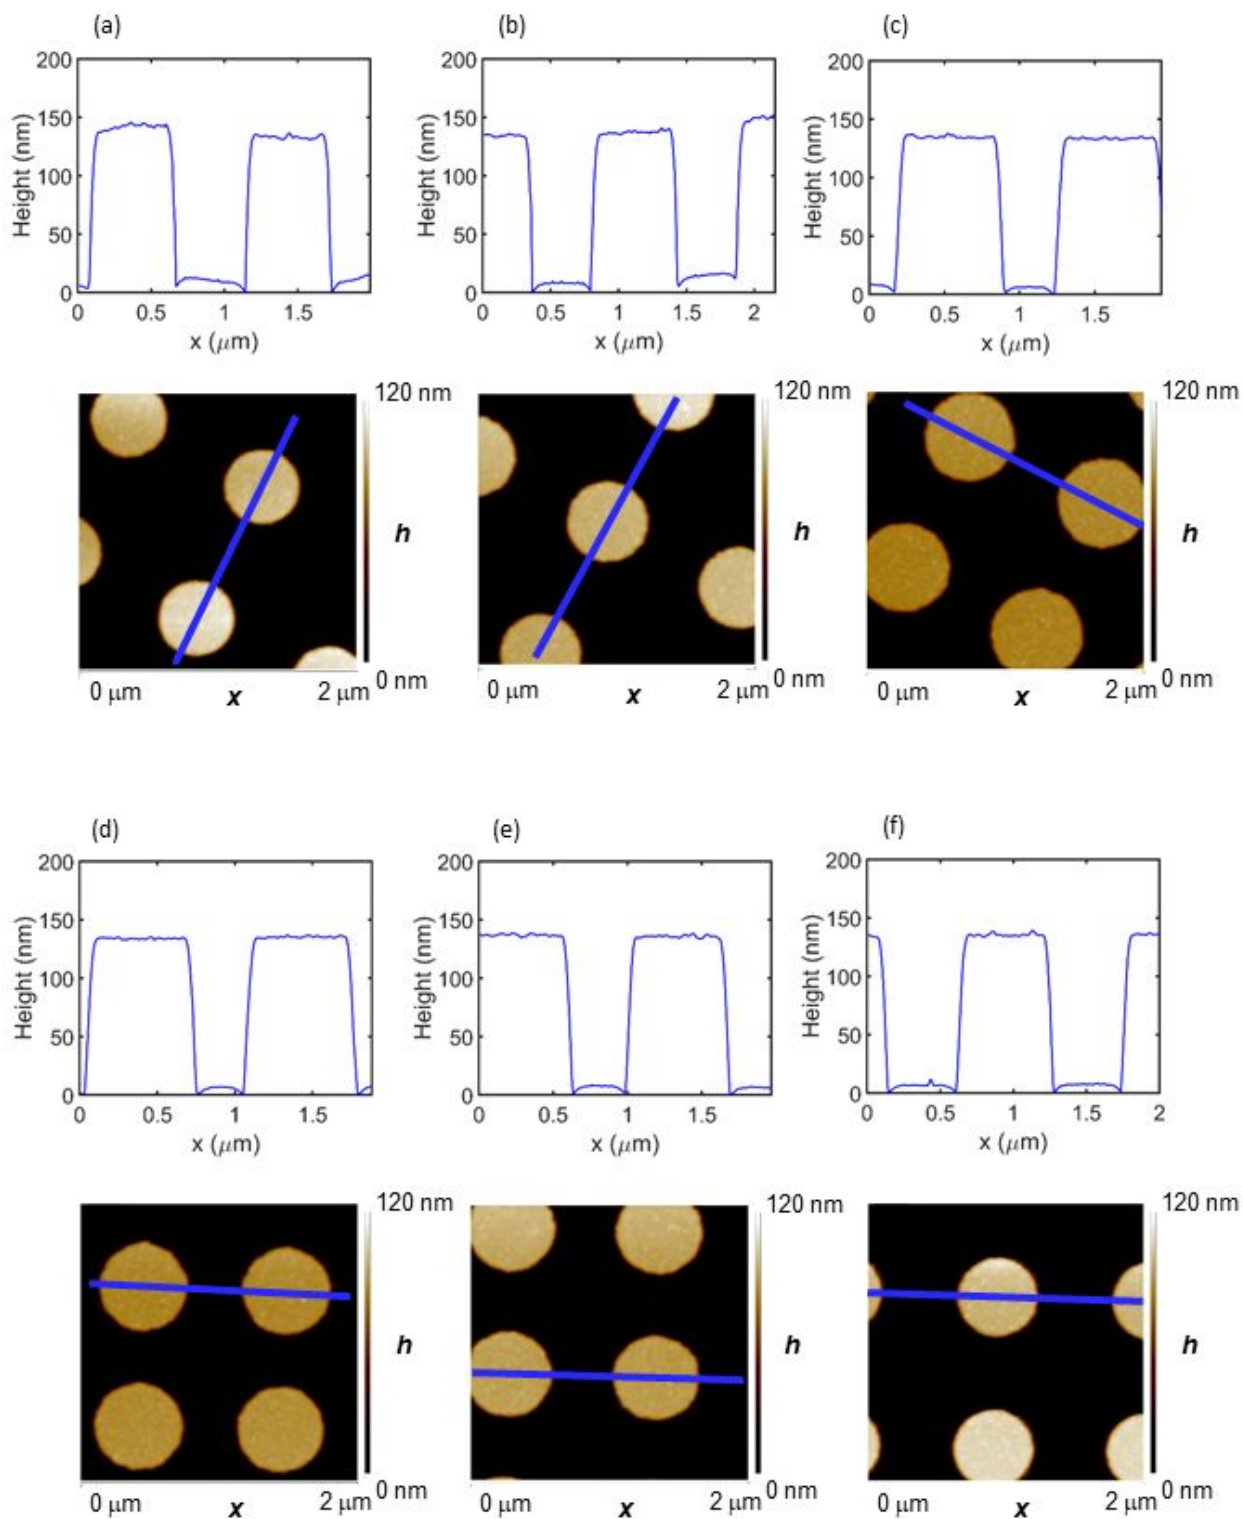 (a)
200
150
100
50
0
Height (nm)
0 0.5 1 1.5
x (μm)
(b)
200
150
100
50
0
Height (nm)
0 0.5 1 1.5 2
x (μm)
(c)
200
150
100
50
0
Height (nm)
0 0.5 1 1.5
x (μm)
120 nm
h
0 nm
0 μm x 2 μm
120 nm
h
0 nm
0 μm x 2 μm
120 nm
h
0 nm
0 μm x 2 μm
(d)
200
150
100
50
0
Height (nm)
0 0.5 1 1.5
x (μm)
(e)
200
150
100
50
0
Height (nm)
0 0.5 1 1.5
x (μm)
(f)
200
150
100
50
0
Height (nm)
0 0.5 1 1.5 2
x (μm)
120 nm
h
0 nm
0 μm x 2 μm
120 nm
h
0 nm
0 μm x 2 μm
120 nm
h
0 nm
0 μm x 2 μm